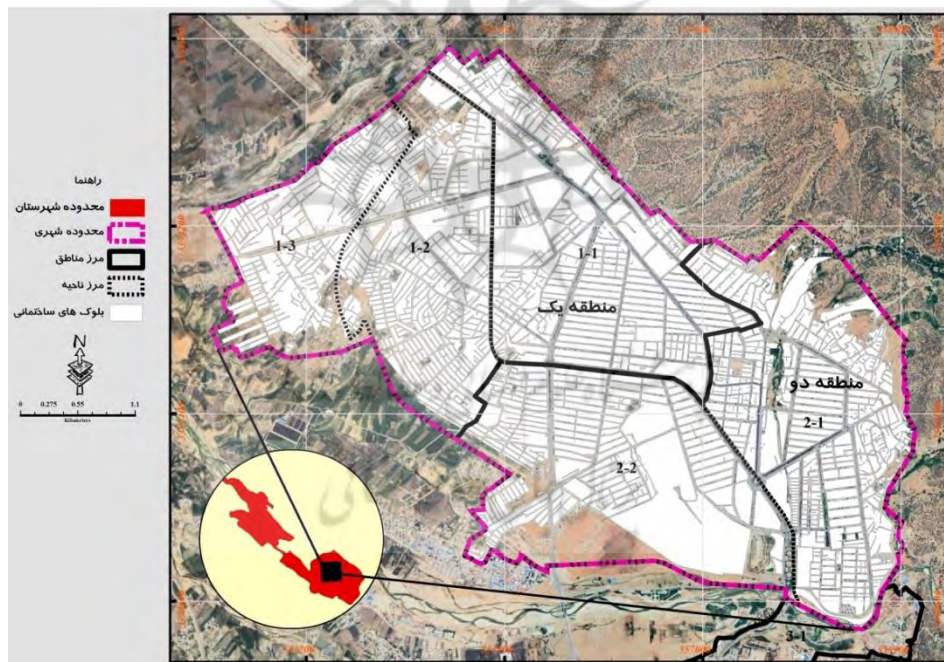 راهنما
محدوده شهرستان
محدوده شهری
مرز مناطق
مرز ناحیه
بلوک های ساختمانی
N
0 0.275 0.55 1.1
Kilometers
1-3
1-2
1-1
منطقه یک
منطقه دو
2-1
2-2
3-1